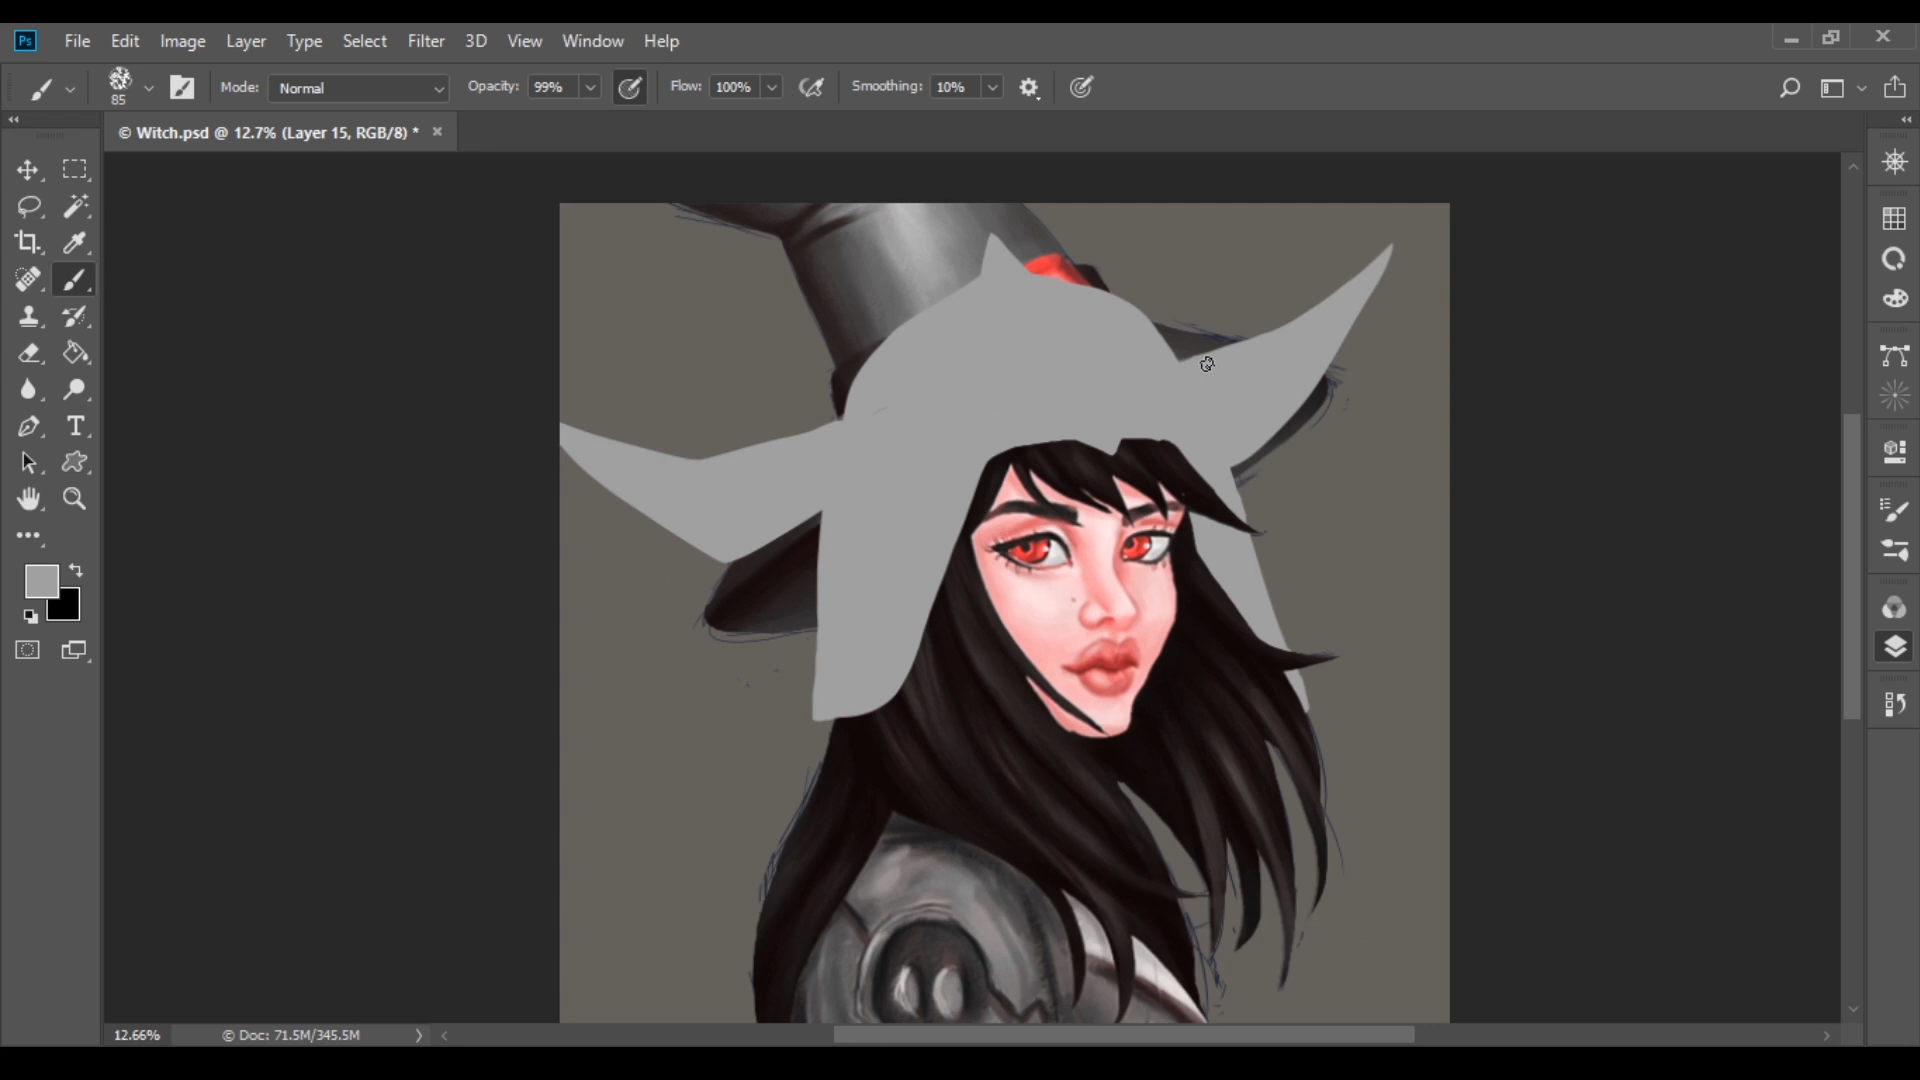 Ps File Edit Image Layer Type Select Filter 3D View Window Help
85 Mode: Normal Opacity: 99% Flow: 100% Smoothing: 10%
© Witch.psd @ 12.7% (Layer 15, RGB/8) *
T
12.66% © Doc: 71.5M/345.5M